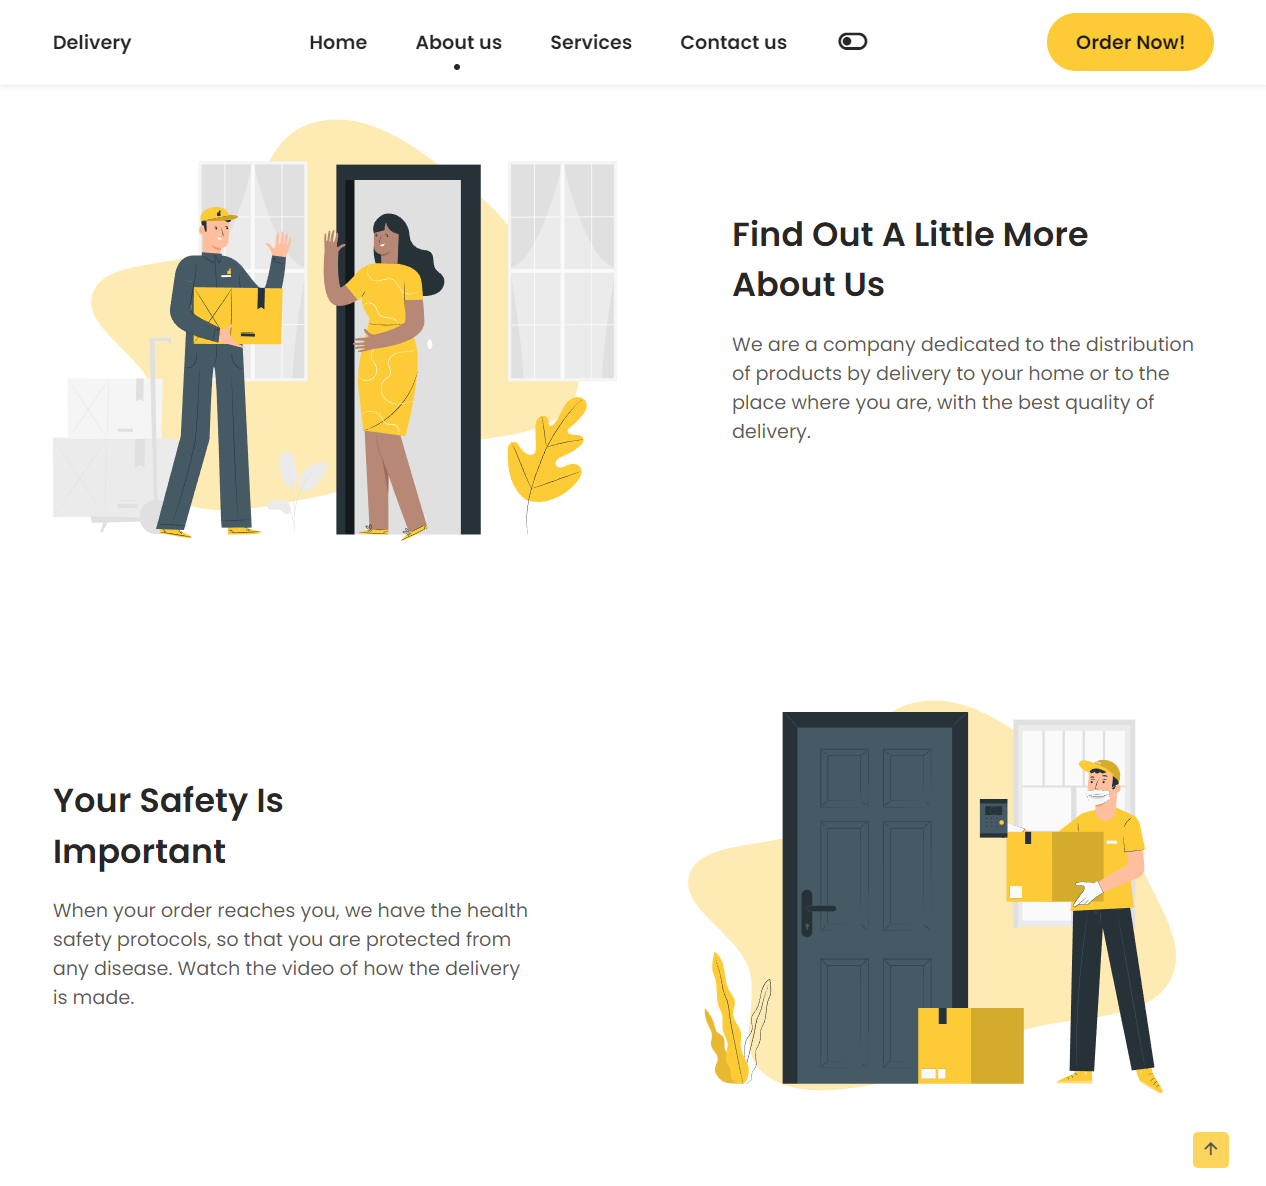 Delivery
Home
About us
Services
Contact us
Order Now!
Find Out A Little More
About Us
We are a company dedicated to the distribution
of products by delivery to your home or to the
place where you are, with the best quality of
delivery.
Your Safety Is
Important
When your order reaches you, we have the health
safety protocols, so that you are protected from
any disease. Watch the video of how the delivery
is made.